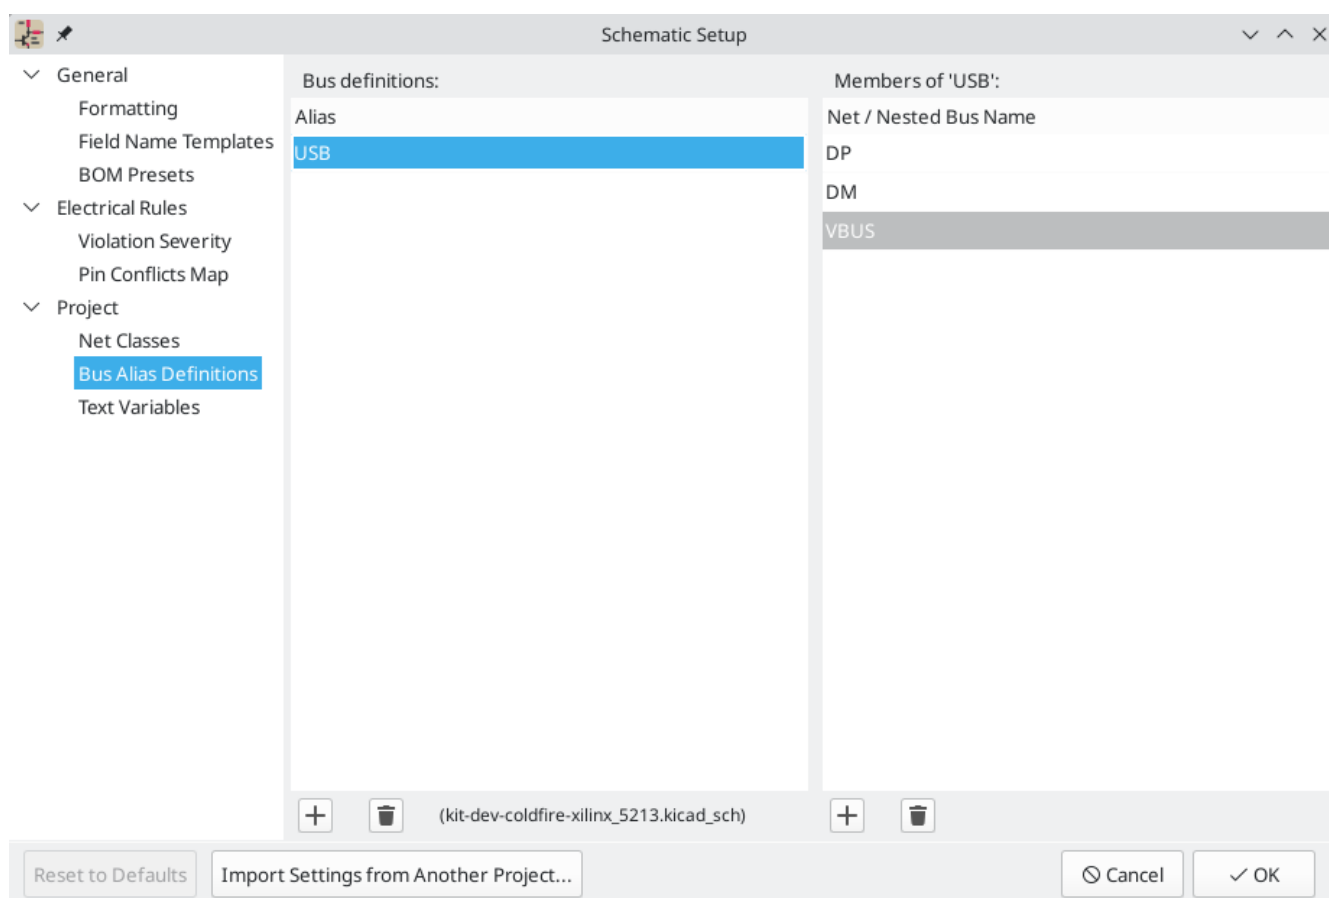 Schematic Setup
General
Formatting
Field Name Templates
BOM Presets
Electrical Rules
Violation Severity
Pin Conflicts Map
Project
Net Classes
Bus Alias Definitions
Text Variables
Bus definitions:
Alias
USB
(kit-dev-coldfire-xilinx_5213.kicad_sch)
Members of 'USB':
Net / Nested Bus Name
DP
DM
VBUS
Reset to Defaults
Import Settings from Another Project...
Cancel
OK